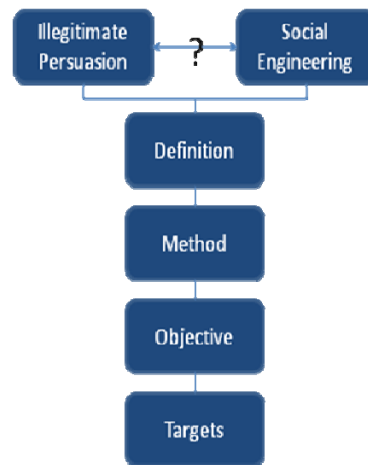 Illegitimate
Persuasion
?
Social
Engineering
Definition
Method
Objective
Targets